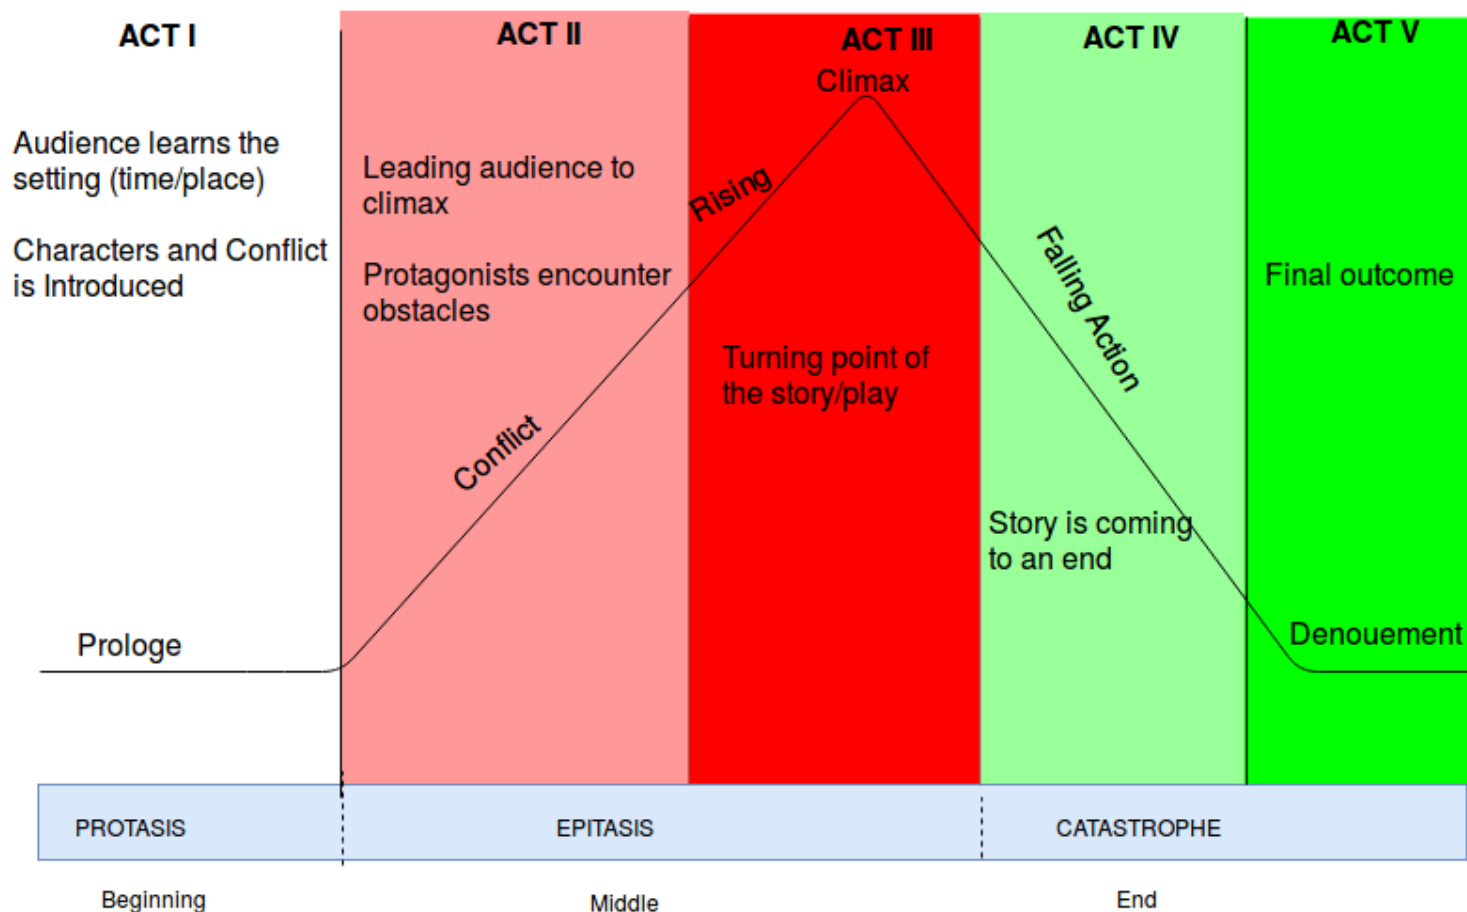 ACT I
ACT II
ACT III
ACT IV
ACT V
Climax
Audience learns the
setting (time/place)
Characters and Conflict
is Introduced
Leading audience to
climax
Protagonists encounter
obstacles
Rising
Conflict
Turning point of
the story/play
Falling Action
Story is coming
to an end
Final outcome
Prologe
Denouement
PROTASIS
EPITASIS
CATASTROPHE
Beginning
Middle
End